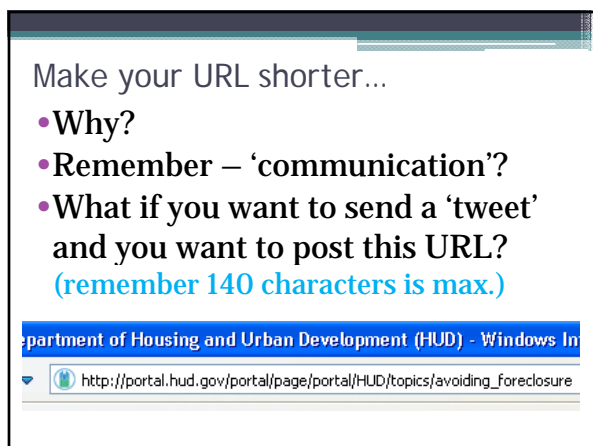 Make your URL shorter...
•Why?
•Remember – ‘communication’?
•What if you want to send a ‘tweet’
and you want to post this URL?
(remember 140 characters is max.)
epartment of Housing and Urban Development (HUD) - Windows In
http://portal.hud.gov/portal/page/portal/HUD/topics/avoiding_foreclosure